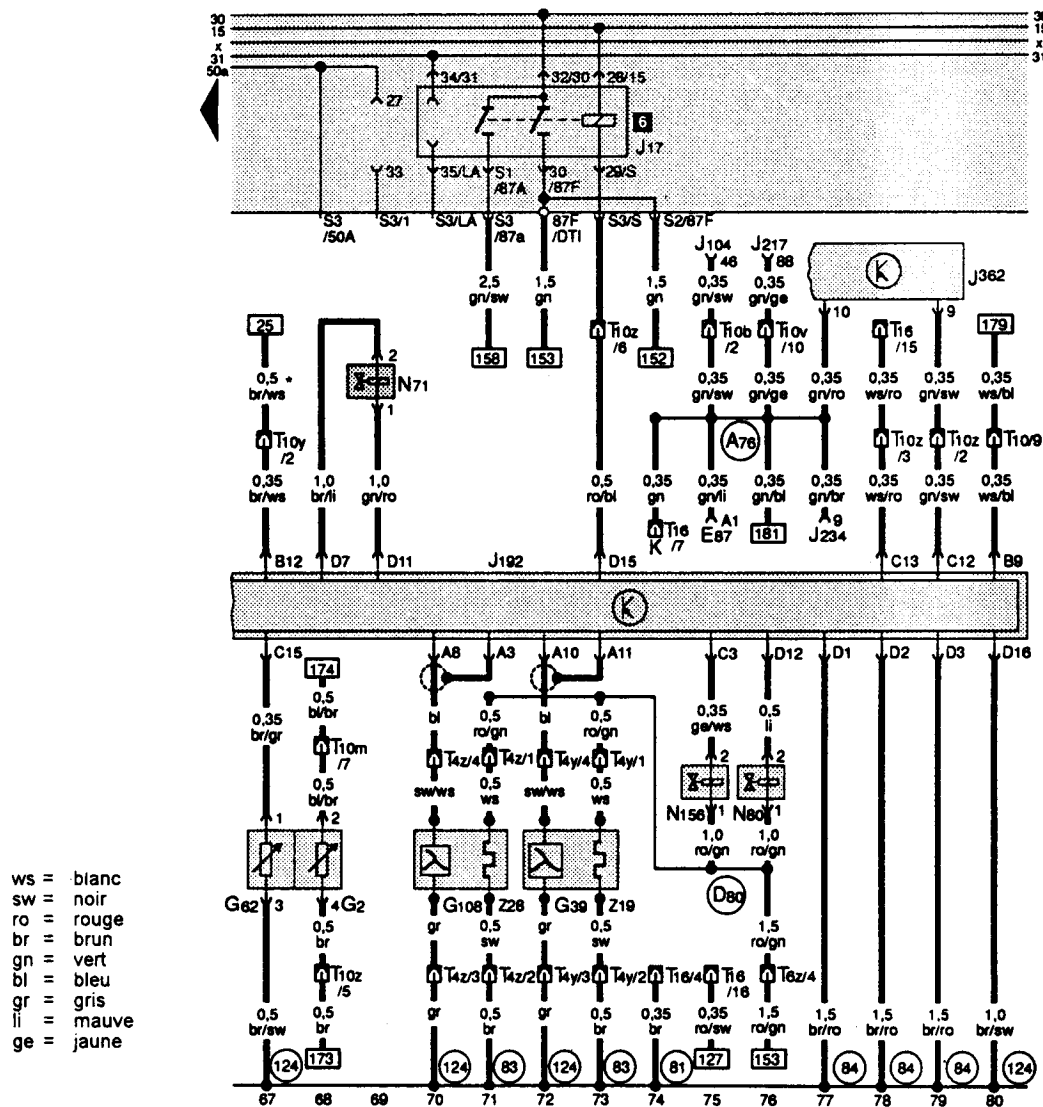 30 30
15 15
x x
31 31
50a
34/31 32/30 26/15
27
6
J17
33 35/LA S1/87A 30/87F 29/S
S3/50A S3/1 S3/LA S3/87a 87F/DTI S3/S S2/87F
J104 J217
46 88
K J362
10 9
2,5 gn/sw 1,5 gn 1,5 gn 0,35 gn/sw 0,35 gn/ge
25 158 153 T10z/6 152 T10b/2 T10v/10 T16/15 179
2
N71
1
0,5 * br/ws 0,35 gn/sw 0,35 gn/ge 0,35 gn/ro 0,35 ws/ro 0,35 gn/sw 0,35 ws/bl
T10y/2 A76 T10z/3 T10z/2 T10/9
0,35 br/ws 1,0 br/li 1,0 gn/ro 0,5 ro/bl 0,35 gn 0,35 gn/li 0,35 gn/bl 0,35 gn/br 0,35 ws/ro 0,35 gn/sw 0,35 ws/bl
T16/7 A1 181 A9
K E87 J234
B12 D7 D11 J192 D15 C13 C12 B9
K
C15 A8 A3 A10 A11 C3 D12 D1 D2 D3 D16
174
0,35 br/gr 0,5 bl/br bl 0,5 ro/gn bl 0,5 ro/gn 0,35 ge/ws 0,5 li
T10m/7 T4z/4 T4z/1 T4y/4 T4y/1
0,5 bl/br sw/ws 0,5 ws sw/ws 0,5 ws
2 2
N156 1 N80 1
1,0 ro/gn 1,0 ro/gn
1 2
D80
G62 3 4 G2 G108 Z28 G39 Z19
ws = blanc
sw = noir
ro = rouge
br = brun
gn = vert
bl = bleu
gr = gris
li = mauve
ge = jaune
0,5 br gr 0,5 sw gr 0,5 sw 1,5 ro/gn
T10z/5 T4z/3 T4z/2 T4y/3 T4y/2 T16/4 T16/16 T6z/4
0,5 br/sw 0,5 br gr 0,5 br gr 0,5 br 0,35 br 0,35 ro/sw 1,5 ro/gn 1,5 br/ro 1,5 br/ro 1,5 br/ro 1,0 br/sw
124 173 124 83 124 83 81 127 153 84 84 84 124
67 68 69 70 71 72 73 74 75 76 77 78 79 80